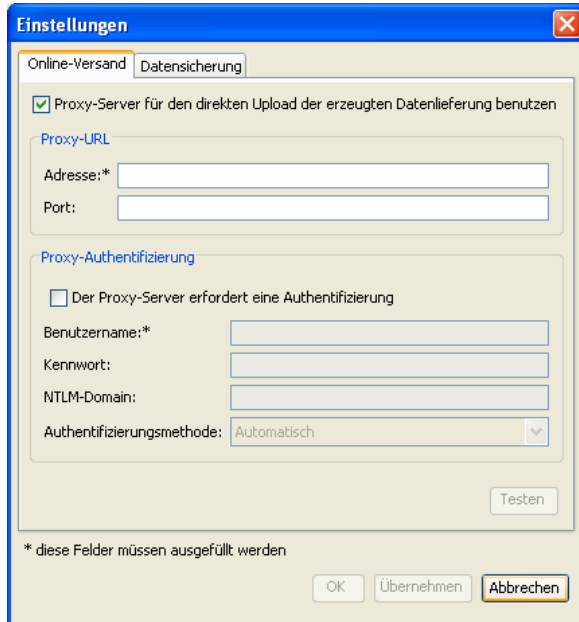 Einstellungen
Online-Versand Datensicherung
Proxy-Server für den direkten Upload der erzeugten Datenlieferung benutzen
Proxy-URL
Adresse:*
Port:
Proxy-Authentifizierung
Der Proxy-Server erfordert eine Authentifizierung
Benutzername:*
Kennwort:
NTLM-Domain:
Authentifizierungsmethode: Automatisch
Testen
* diese Felder müssen ausgefüllt werden
OK Übernehmen Abbrechen